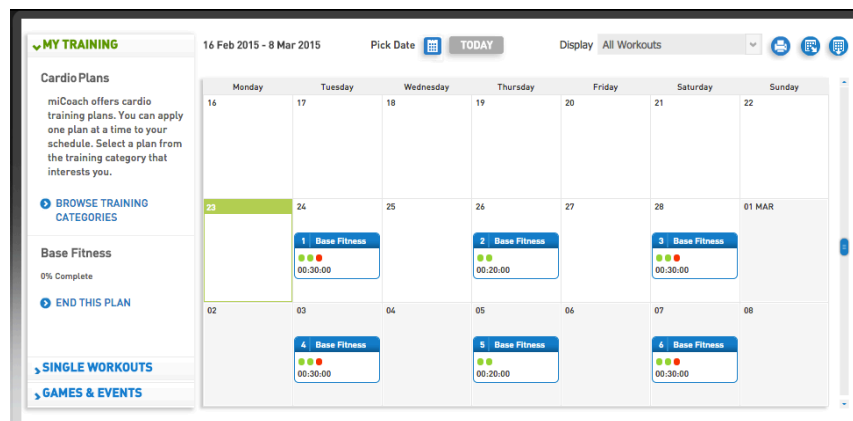 MY TRAINING
Cardio Plans
miCoach offers cardio
training plans. You can apply
one plan at a time to your
schedule. Select a plan from
the training category that
interests you.
BROWSE TRAINING
CATEGORIES
Base Fitness
0% Complete
END THIS PLAN
SINGLE WORKOUTS
GAMES & EVENTS
16 Feb 2015 - 8 Mar 2015 Pick Date TODAY Display All Workouts
Monday Tuesday Wednesday Thursday Friday Saturday Sunday
16 17 18 19 20 21 22
23 24 25 26 27 28 01 MAR
1 Base Fitness 2 Base Fitness 3 Base Fitness
00:30:00 00:20:00 00:30:00
02 03 04 05 06 07 08
4 Base Fitness 5 Base Fitness 6 Base Fitness
00:30:00 00:20:00 00:30:00